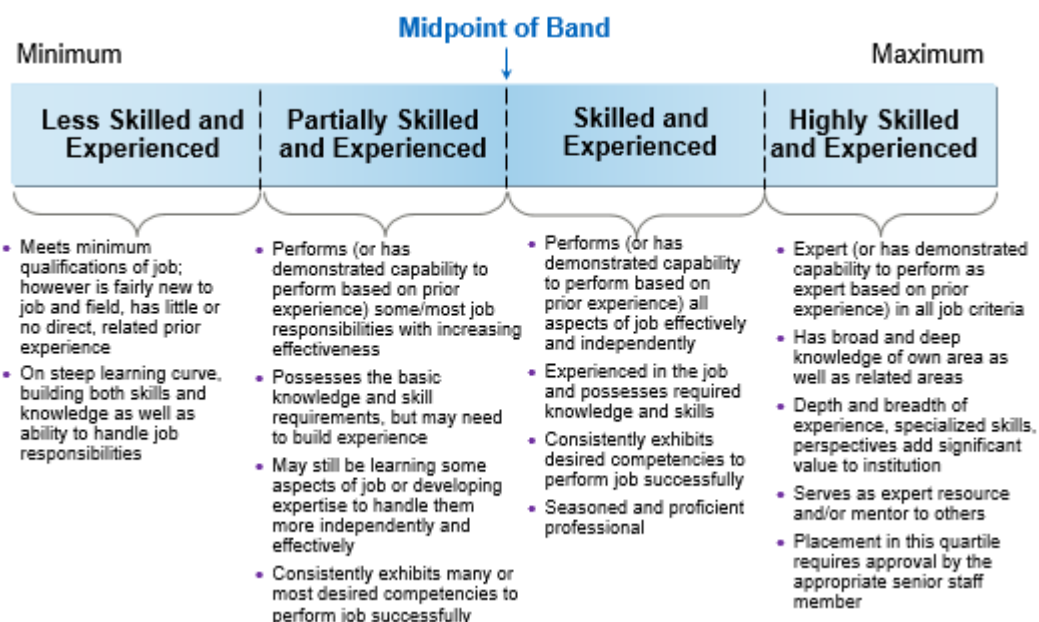 Midpoint of Band
Minimum
Maximum
Less Skilled and
Experienced
Partially Skilled
and Experienced
Skilled and
Experienced
Highly Skilled
and Experienced
• Meets minimum
qualifications of job;
however is fairly new to
job and field, has little or
no direct, related prior
experience
• On steep learning curve,
building both skills and
knowledge as well as
ability to handle job
responsibilities
• Performs (or has
demonstrated capability to
perform based on prior
experience) some/most job
responsibilities with increasing
effectiveness
• Possesses the basic
knowledge and skill
requirements, but may need
to build experience
• May still be learning some
aspects of job or developing
expertise to handle them
more independently and
effectively
• Consistently exhibits many or
most desired competencies to
perform job successfully
• Performs (or has
demonstrated capability
to perform based on
prior experience) all
aspects of job effectively
and independently
• Experienced in the job
and possesses required
knowledge and skills
• Consistently exhibits
desired competencies to
perform job successfully
• Seasoned and proficient
professional
• Expert (or has demonstrated
capability to perform as
expert based on prior
experience) in all job criteria
• Has broad and deep
knowledge of own area as
well as related areas
• Depth and breadth of
experience, specialized skills,
perspectives add significant
value to institution
• Serves as expert resource
and/or mentor to others
• Placement in this quartile
requires approval by the
appropriate senior staff
member